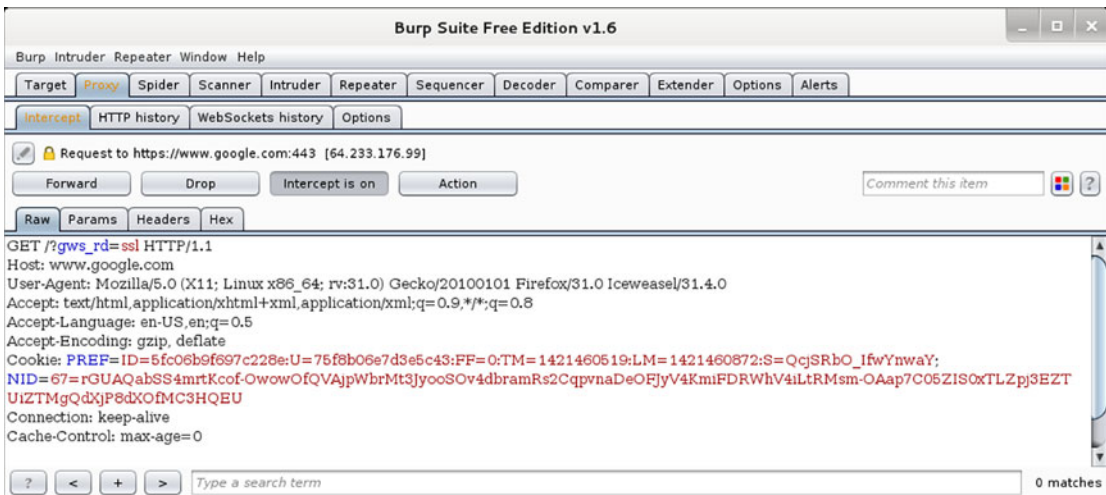 Burp Suite Free Edition v1.6
Burp Intruder Repeater Window Help
Target Proxy Spider Scanner Intruder Repeater Sequencer Decoder Comparer Extender Options Alerts
Intercept HTTP history WebSockets history Options
Request to https://www.google.com:443 [64.233.176.99]
Forward Drop Intercept is on Action Comment this item ?
Raw Params Headers Hex
GET /?gws_rd=ssl HTTP/1.1
Host: www.google.com
User-Agent: Mozilla/5.0 (X11; Linux x86_64; rv:31.0) Gecko/20100101 Firefox/31.0 Iceweasel/31.4.0
Accept: text/html,application/xhtml+xml,application/xml;q=0.9,*/*;q=0.8
Accept-Language: en-US,en;q=0.5
Accept-Encoding: gzip, deflate
Cookie: PREF=ID=5fc06b9f697c228e:U=75f8b06e7d3e5c43:FF=0:TM=1421460519:LM=1421460872:S=QcjSRbO_IfwYnwaY;
NID=67=rGUAQabSS4mrtKcof-OwowOfQVAjpWbrMt3JyooSOv4dbramRs2CqpvnaDeOFJyV4KmiFDRWhV4iLtRMsm-OAap7C05ZIS0xTLZpj3EZT
UiZTMgQdXjP8dXOfMC3HQEU
Connection: keep-alive
Cache-Control: max-age=0
? < + > Type a search term 0 matches